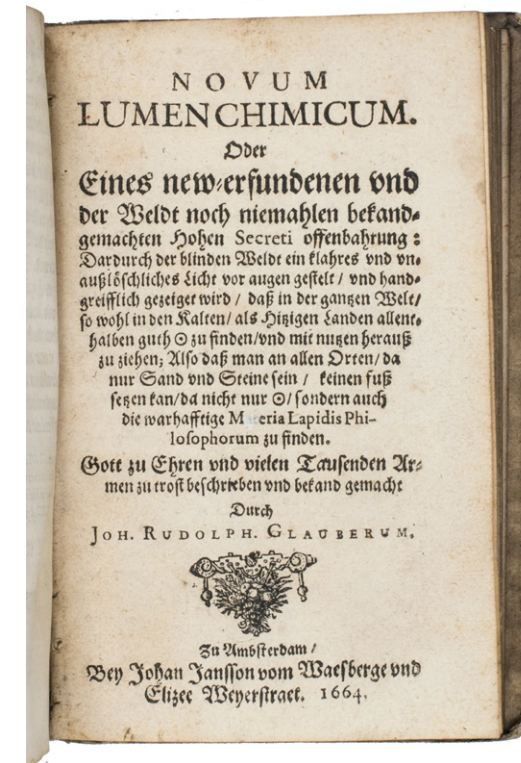 NOVUM
LUMEN CHIMICUM.
Oder
Eines new-erfundenen vnd
der Weldt noch niemahlen bekand-
gemachten Hohen Secreti offenbahrung:
Dardurch der blinden Weldt ein klahres vnd vn-
außlöschliches Licht vor augen gestelt / vnd hand-
greifflich gezeiget wird / daß in der gantzen Welt/
so wohl in den Kalten/ als Hitzigen Landen allent-
halben guth ☉ zu finden/vnd mit nutzen herauß
zu ziehen; Also daß man an allen Orten/ da
nur Sand vnd Steine sein / keinen fuß
setzen kan/da nicht nur ☉/ sondern auch
die warhafftige M eria Lapidis Phi-
losophorum zu finden.
Gott zu Ehren vnd vielen Tausenden Ar-
men zu trost beschrieben vnd bekand gemacht
Durch
JOH. RUDOLPH. GLAUBERUM.
Zu Ambsterdam /
Bey Johan Jansson vom Waesberge vnd
Elizee Weyerstraet. 1664.